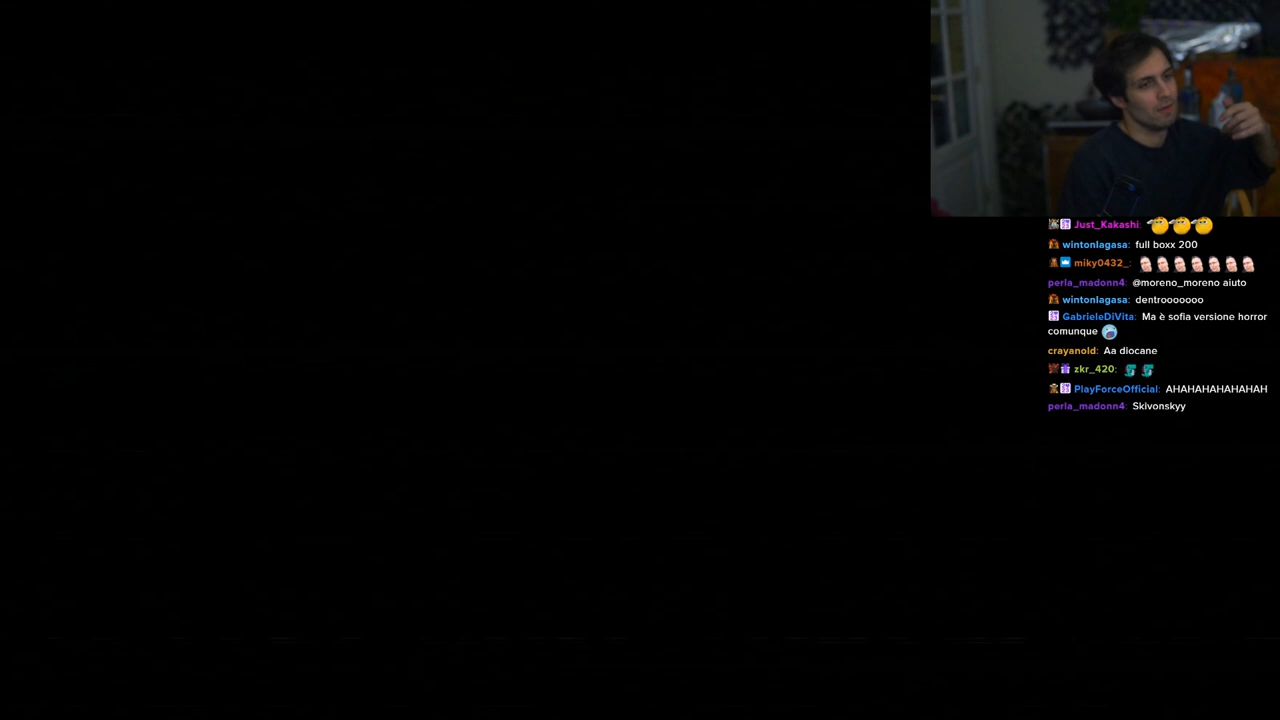 Just_Kakashi:
wintonlagasa: full boxx 200
miky0432_:
perla_madonn4: @moreno_moreno aiuto
wintonlagasa: dentrooooooo
GabrieleDiVita: Ma è sofia versione horror
comunque
crayanold: Aa diocane
zkr_420:
PlayForceOfficial: AHAHAHAHAHAHAH
perla_madonn4: Skivonskyy